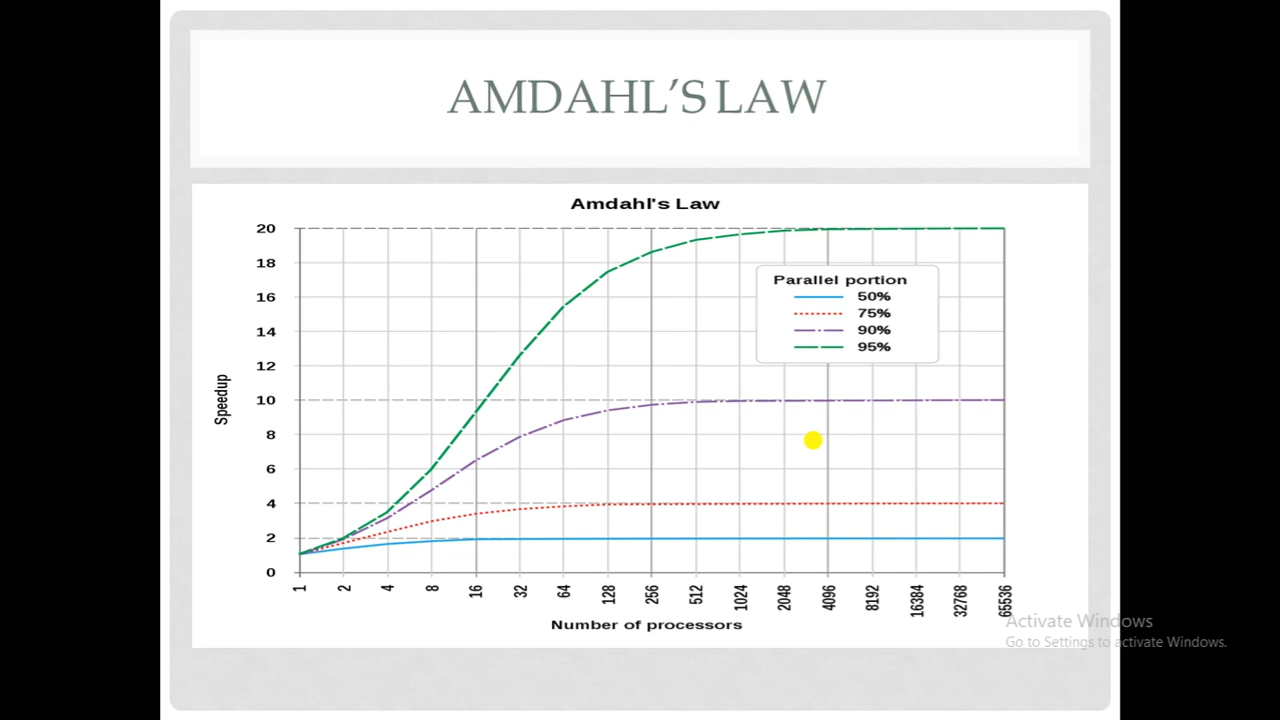 AMDAHL'S LAW
Amdahl's Law
20
18
16
14
12
10
8
6
4
2
0
Speedup
Parallel portion
50%
75%
90%
95%
1 2 4 8 16 32 64 128 256 512 1024 2048 4096 8192 16384 32768 65536
Number of processors
Activate Windows
Go to Settings to activate Windows.